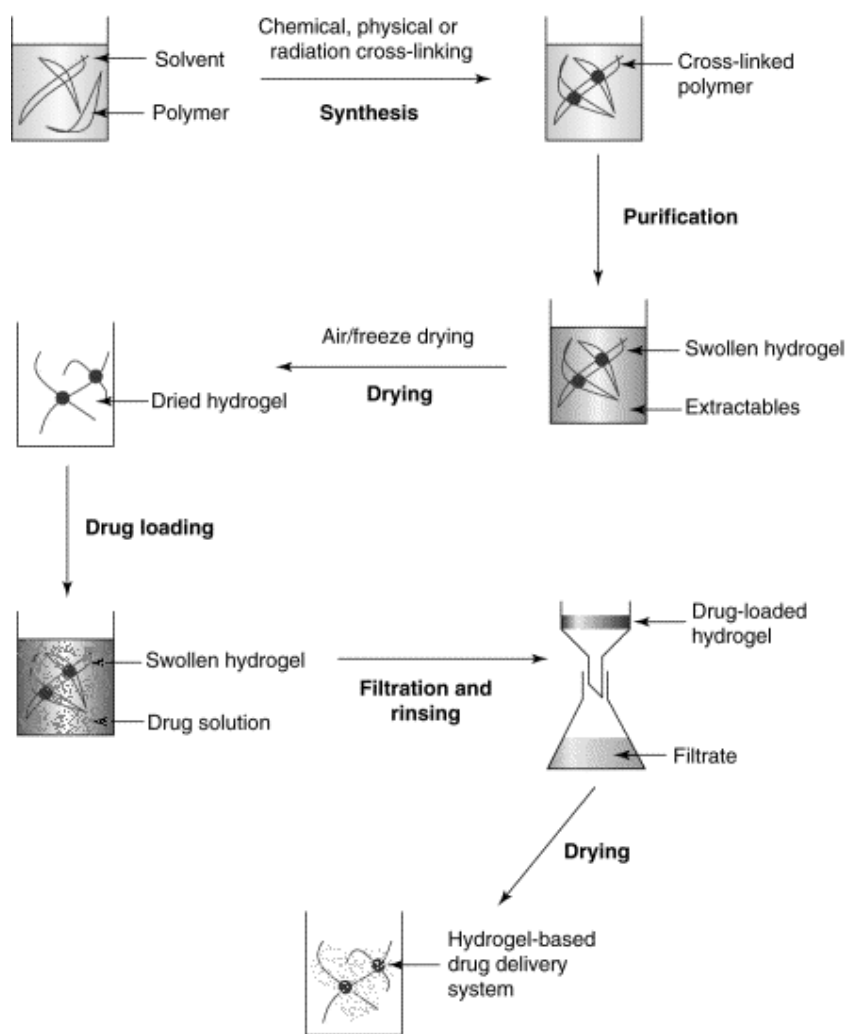 Chemical, physical or
radiation cross-linking
Solvent
Polymer
Synthesis
Cross-linked
polymer
Purification
Air/freeze drying
Drying
Dried hydrogel
Swollen hydrogel
Extractables
Drug loading
Swollen hydrogel
Drug solution
Filtration and
rinsing
Drug-loaded
hydrogel
Filtrate
Drying
Hydrogel-based
drug delivery
system